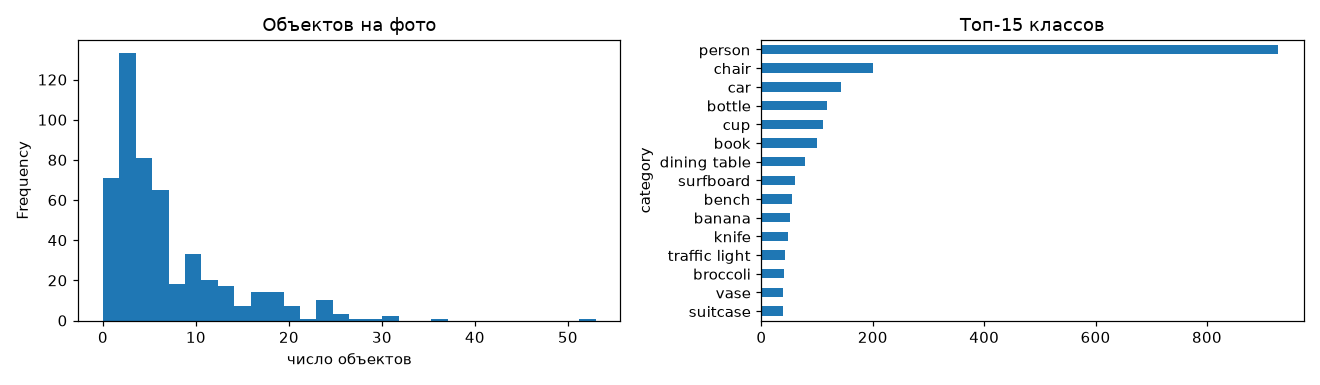 Объектов на фото
Frequency
120
100
80
60
40
20
0
0 10 20 30 40 50
число объектов
Топ-15 классов
category
person
chair
car
bottle
cup
book
dining table
surfboard
bench
banana
knife
traffic light
broccoli
vase
suitcase
0 200 400 600 800